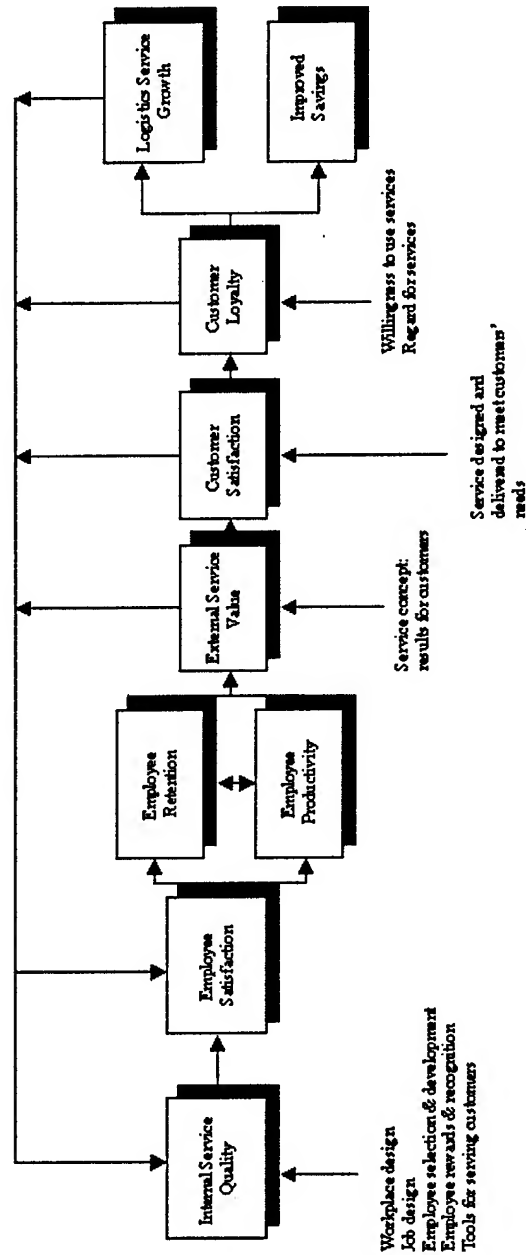 Internal Service
Quality
Employee
Satisfaction
Employee
Retention
Employee
Productivity
External Service
Value
Customer
Satisfaction
Customer
Loyalty
Logistics Service
Growth
Improved
Savings
Workplace design
Job design
Employee selection & development
Employee rewards & recognition
Tools for serving customers
Service concept:
results for customers
Service designed and
delivered to meet customers'
needs
Willingness to use services
Regard for services